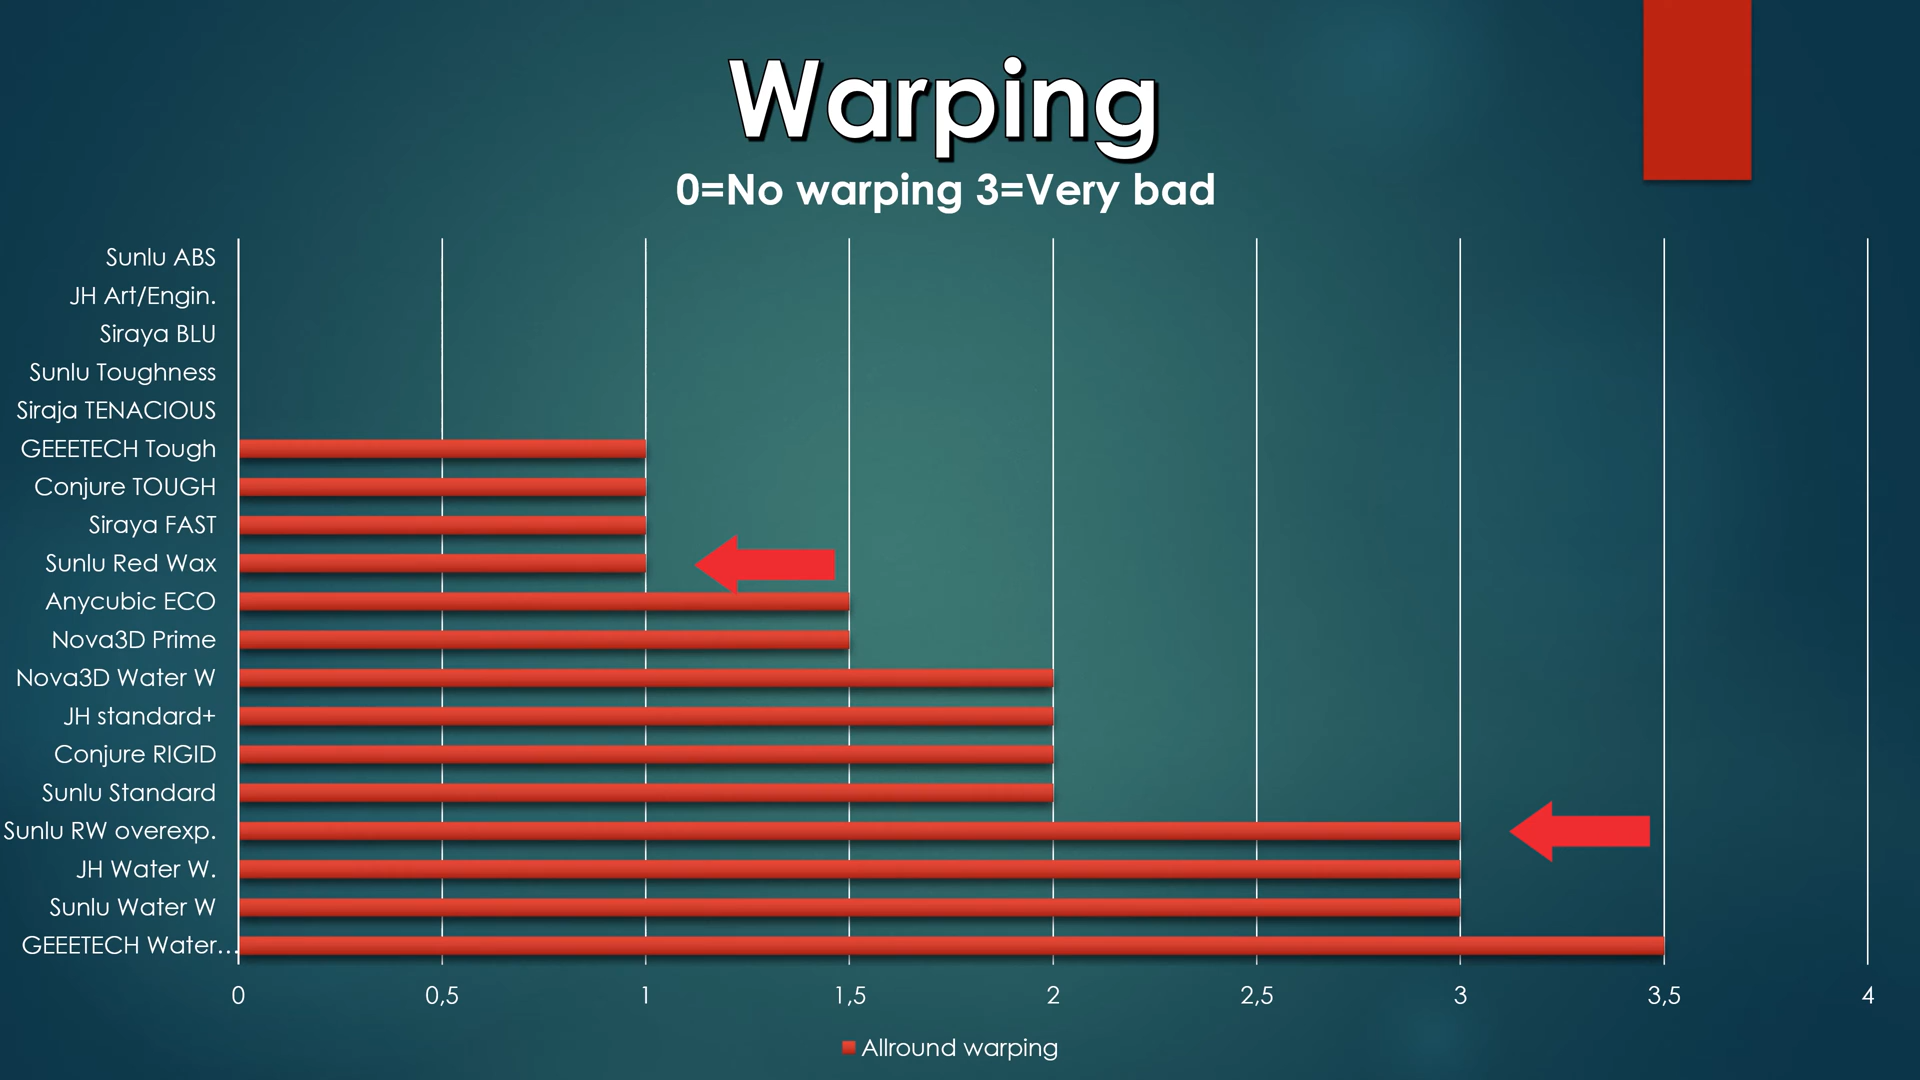 Warping
0=No warping 3=Very bad
Sunlu ABS
JH Art/Engin.
Siraya BLU
Sunlu Toughness
Siraja TENACIOUS
GEEETECH Tough
Conjure TOUGH
Siraya FAST
Sunlu Red Wax
Anycubic ECO
Nova3D Prime
Nova3D Water W
JH standard+
Conjure RIGID
Sunlu Standard
Sunlu RW overexp.
JH Water W.
Sunlu Water W
GEEETECH Water…
0 0,5 1 1,5 2 2,5 3 3,5 4
Allround warping